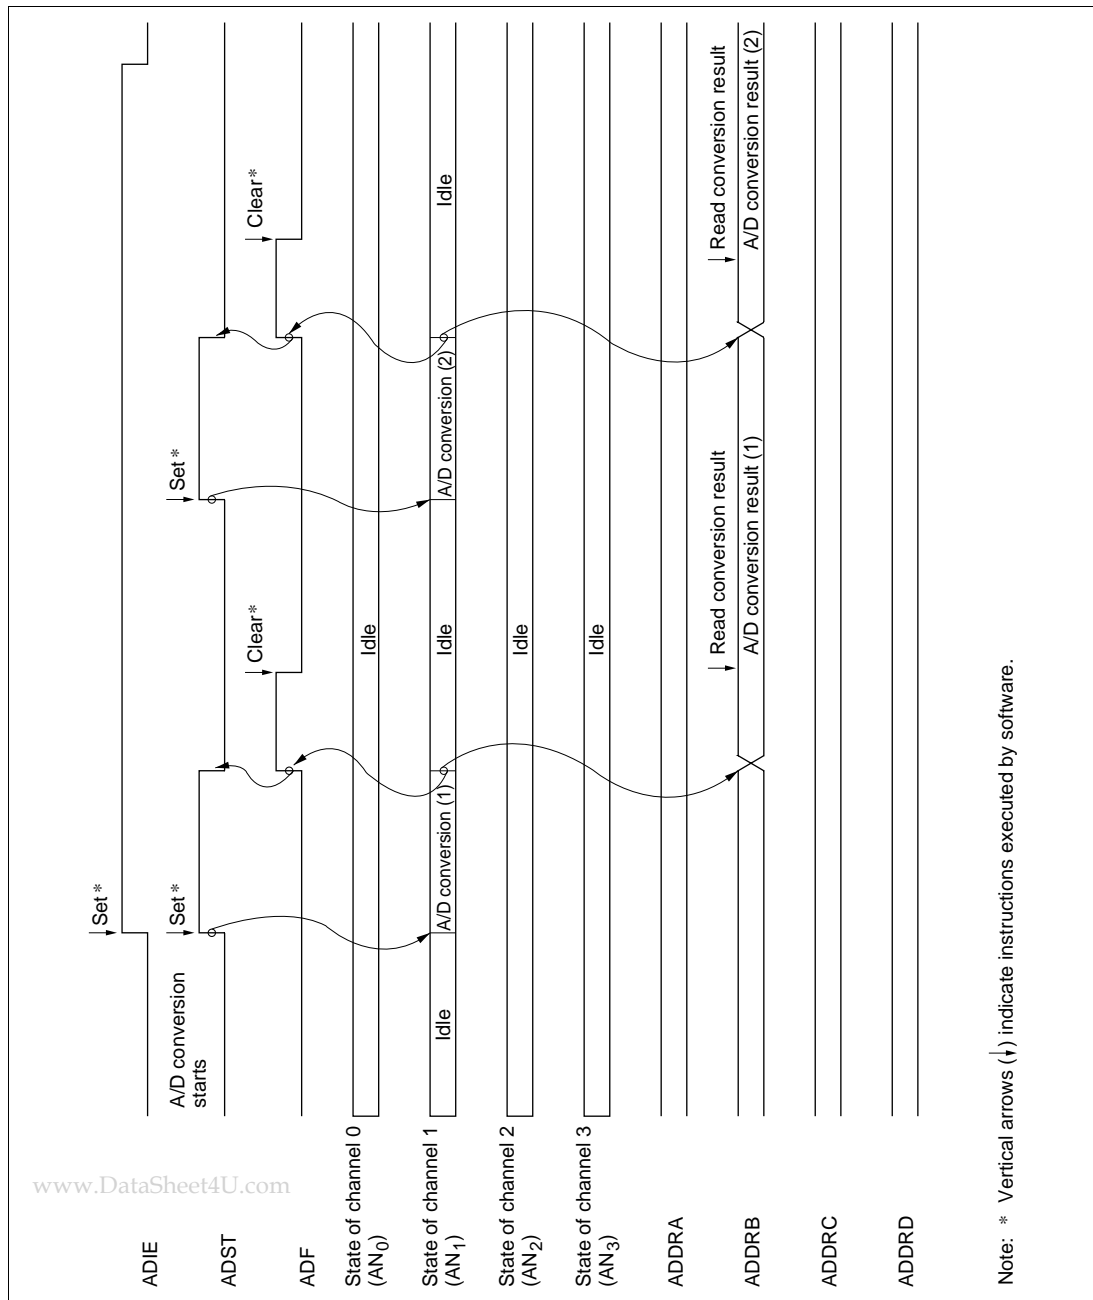 ADIE
Set *
ADST
A/D conversion
starts
Set *
Set *
ADF
Clear *
Clear *
State of channel 0
(AN0)
Idle
State of channel 1
(AN1)
Idle
A/D conversion (1)
Idle
A/D conversion (2)
Idle
State of channel 2
(AN2)
Idle
State of channel 3
(AN3)
Idle
ADDRA
Read conversion result
Read conversion result
ADDRB
A/D conversion result (1)
A/D conversion result (2)
ADDRC
ADDRD
Note: * Vertical arrows (↓) indicate instructions executed by software.
www.DataSheet4U.com